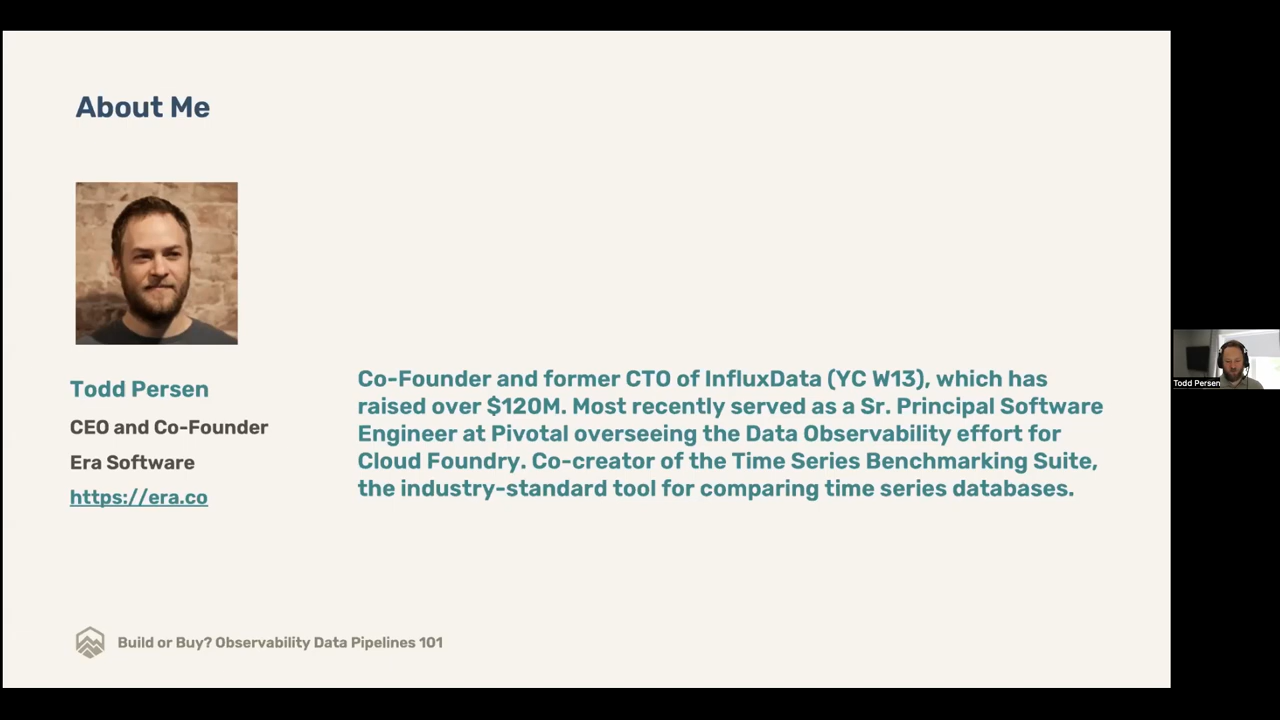 About Me
Todd Persen
CEO and Co-Founder
Era Software
https://era.co
Co-Founder and former CTO of InfluxData (YC W13), which has
raised over $120M. Most recently served as a Sr. Principal Software
Engineer at Pivotal overseeing the Data Observability effort for
Cloud Foundry. Co-creator of the Time Series Benchmarking Suite,
the industry-standard tool for comparing time series databases.
Build or Buy? Observability Data Pipelines 101
Todd Persen